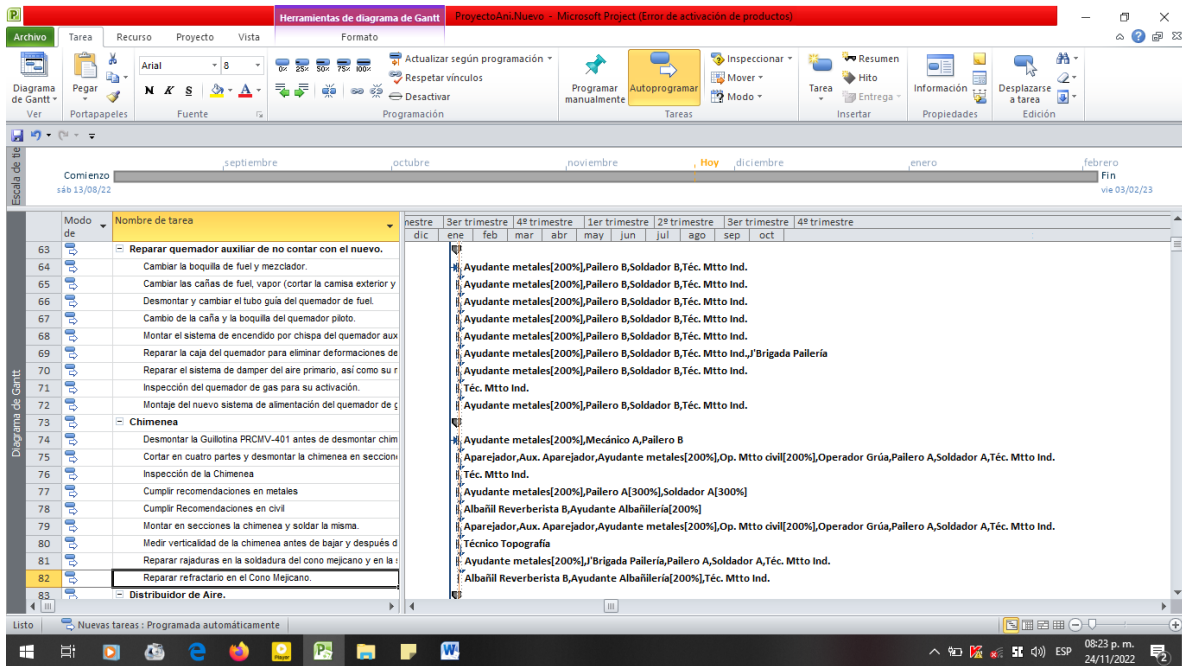 Herramientas de diagrama de Gantt
ProyectoAni.Nuevo - Microsoft Project (Error de activación de productos)
Archivo Tarea Recurso Proyecto Vista Formato
Diagrama de Gantt
Pegar
Arial 8
N K S
0% 25% 50% 75% 100%
Actualizar según programación
Respetar vínculos
Desactivar
Programar manualmente
Autoprogramar
Inspeccionar
Mover
Modo
Tarea
Resumen
Hito
Entrega
Información
Desplazarse a tarea
Ver Portapapeles Fuente Programación Tareas Insertar Propiedades Edición
Escala de tie
septiembre octubre noviembre Hoy diciembre enero febrero
Comienzo
sáb 13/08/22
Fin
vie 03/02/23
Diagrama de Gantt
Modo de
Nombre de tarea
nestre 3er trimestre 4º trimestre 1er trimestre 2º trimestre 3er trimestre 4º trimestre
dic ene feb mar abr may jun jul ago sep oct
63 Reparar quemador auxiliar de no contar con el nuevo.
64 Cambiar la boquilla de fuel y mezclador. Ayudante metales[200%],Pailero B,Soldador B,Téc. Mtto Ind.
65 Cambiar las cañas de fuel, vapor (cortar la camisa exterior y Ayudante metales[200%],Pailero B,Soldador B,Téc. Mtto Ind.
66 Desmontar y cambiar el tubo guía del quemador de fuel. Ayudante metales[200%],Pailero B,Soldador B,Téc. Mtto Ind.
67 Cambio de la caña y la boquilla del quemador piloto. Ayudante metales[200%],Pailero B,Soldador B,Téc. Mtto Ind.
68 Montar el sistema de encendido por chispa del quemador aux Ayudante metales[200%],Pailero B,Soldador B,Téc. Mtto Ind.
69 Reparar la caja del quemador para eliminar deformaciones de Ayudante metales[200%],Pailero B,Soldador B,Téc. Mtto Ind.,J'Brigada Pailería
70 Reparar el sistema de damper del aire primario, así como su r Ayudante metales[200%],Pailero B,Soldador B,Téc. Mtto Ind.
71 Inspección del quemador de gas para su activación. Téc. Mtto Ind.
72 Montaje del nuevo sistema de alimentación del quemador de g Ayudante metales[200%],Pailero B,Soldador B,Téc. Mtto Ind.
73 Chimenea
74 Desmontar la Guillotina PRCMV-401 antes de desmontar chim Ayudante metales[200%],Mecánico A,Pailero B
75 Cortar en cuatro partes y desmontar la chimenea en seccion Aparejador,Aux. Aparejador,Ayudante metales[200%],Op. Mtto civil[200%],Operador Grúa,Pailero A,Soldador A,Téc. Mtto Ind.
76 Inspección de la Chimenea Téc. Mtto Ind.
77 Cumplir recomendaciones en metales Ayudante metales[200%],Pailero A[300%],Soldador A[300%]
78 Cumplir Recomendaciones en civil Albañil Reverberista B,Ayudante Albañilería[200%]
79 Montar en secciones la chimenea y soldar la misma. Aparejador,Aux. Aparejador,Ayudante metales[200%],Op. Mtto civil[200%],Operador Grúa,Pailero A,Soldador A,Téc. Mtto Ind.
80 Medir verticalidad de la chimenea antes de bajar y después d Técnico Topografía
81 Reparar rajaduras en la soldadura del cono mejicano y en la s Ayudante metales[200%],J'Brigada Pailería,Pailero A,Soldador A,Téc. Mtto Ind.
82 Reparar refractario en el Cono Mejicano. Albañil Reverberista B,Ayudante Albañilería[200%],Téc. Mtto Ind.
83 Distribuidor de Aire.
Listo Nuevas tareas : Programada automáticamente
ESP
08:23 p. m.
24/11/2022